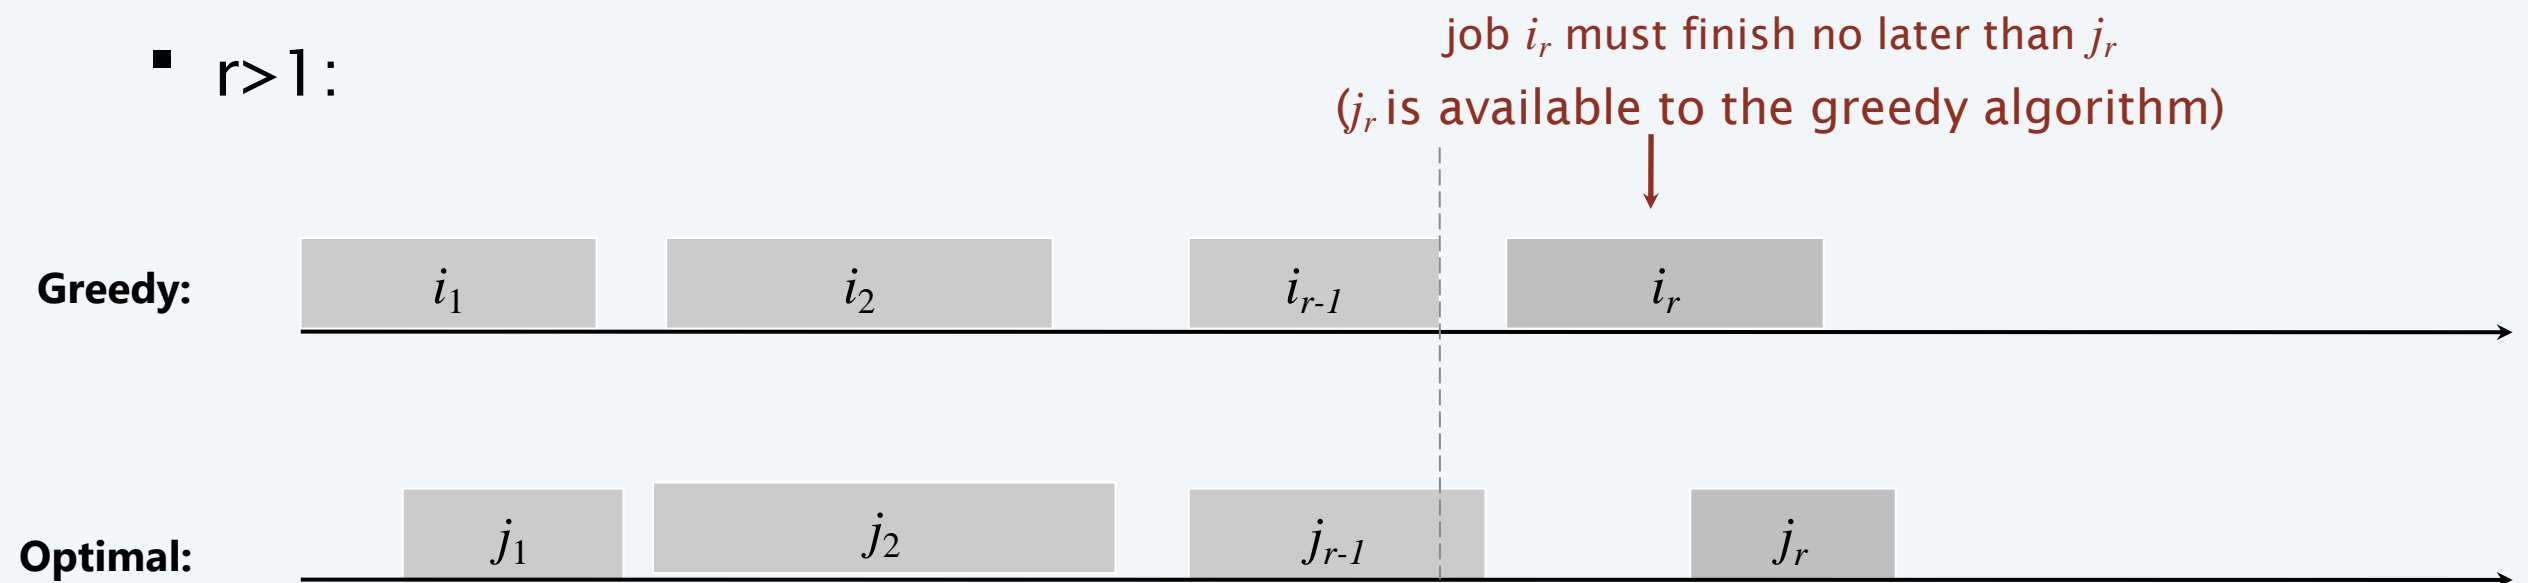 job iᵣ must finish no later than jᵣ
▪ r>1:
(jᵣ is available to the greedy algorithm)
Greedy: i₁ i₂ iᵣ₋₁ iᵣ
Optimal: j₁ j₂ jᵣ₋₁ jᵣ